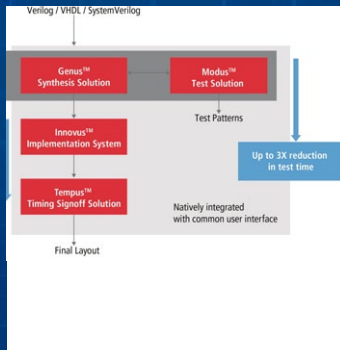 Verilog / VHDL / SystemVerilog
Genus™
Synthesis Solution
Modus™
Test Solution
Test Patterns
Innovus™
Implementation System
Up to 3X reduction
in test time
Tempus™
Timing Signoff Solution
Natively integrated
with common user interface
Final Layout